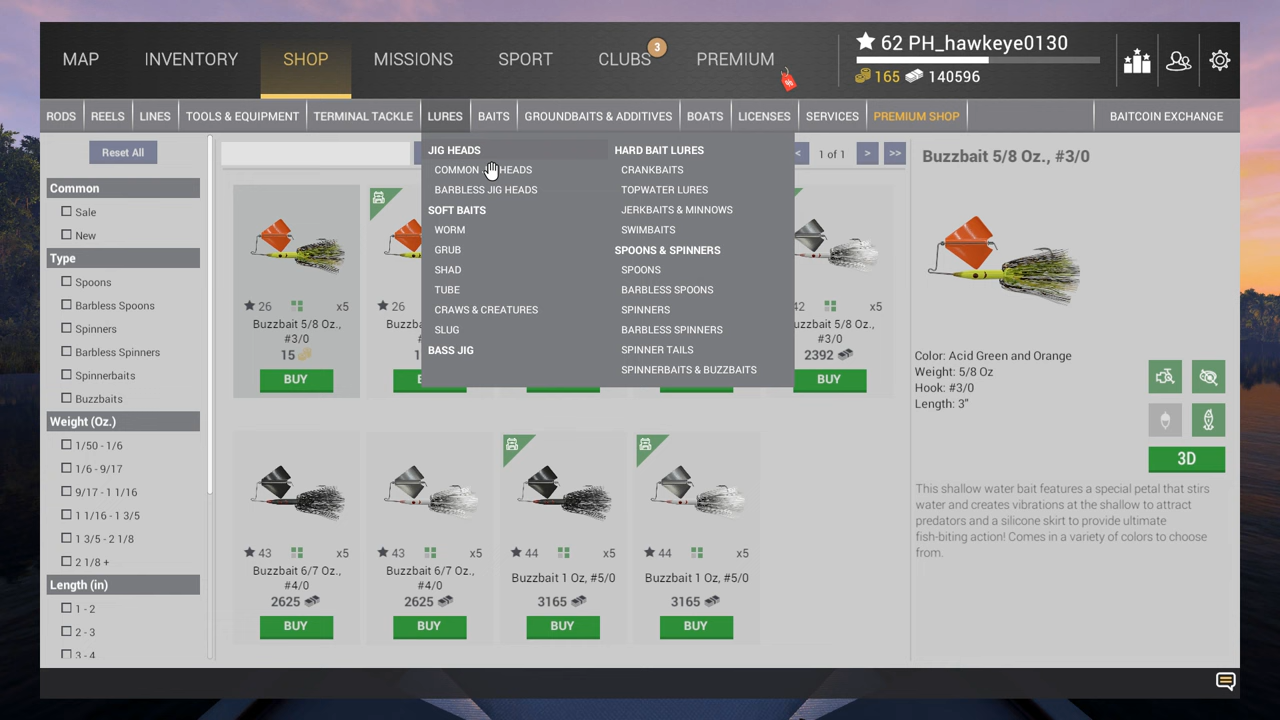 MAP INVENTORY SHOP MISSIONS SPORT CLUBS 3 PREMIUM
62 PH_hawkeye0130
165 140596
RODS REELS LINES TOOLS & EQUIPMENT TERMINAL TACKLE LURES BAITS GROUNDBAITS & ADDITIVES BOATS LICENSES SERVICES PREMIUM SHOP BAITCOIN EXCHANGE
Reset All
Common
Sale
New
Type
Spoons
Barbless Spoons
Spinners
Barbless Spinners
Spinnerbaits
Buzzbaits
Weight (Oz.)
1/50 - 1/6
1/6 - 9/17
9/17 - 1 1/16
1 1/16 - 1 3/5
1 3/5 - 2 1/8
2 1/8 +
Length (in)
1 - 2
2 - 3
3 - 4
JIG HEADS
COMMON HEADS
BARBLESS JIG HEADS
SOFT BAITS
WORM
GRUB
SHAD
TUBE
CRAWS & CREATURES
SLUG
BASS JIG
HARD BAIT LURES
CRANKBAITS
TOPWATER LURES
JERKBAITS & MINNOWS
SWIMBAITS
SPOONS & SPINNERS
SPOONS
BARBLESS SPOONS
SPINNERS
BARBLESS SPINNERS
SPINNER TAILS
SPINNERBAITS & BUZZBAITS
< 1 of 1 > >>
26 x5
Buzzbait 5/8 Oz.,
#3/0
15
BUY
26
42 x5
Buzzbait 5/8 Oz.,
#3/0
2392
BUY
43 x5
Buzzbait 6/7 Oz.,
#4/0
2625
BUY
43 x5
Buzzbait 6/7 Oz.,
#4/0
2625
BUY
44 x5
Buzzbait 1 Oz, #5/0
3165
BUY
44 x5
Buzzbait 1 Oz, #5/0
3165
BUY
Buzzbait 5/8 Oz., #3/0
Color: Acid Green and Orange
Weight: 5/8 Oz
Hook: #3/0
Length: 3"
3D
This shallow water bait features a special petal that stirs
water and creates vibrations at the shallow to attract
predators and a silicone skirt to provide ultimate
fish-biting action! Comes in a variety of colors to choose
from.